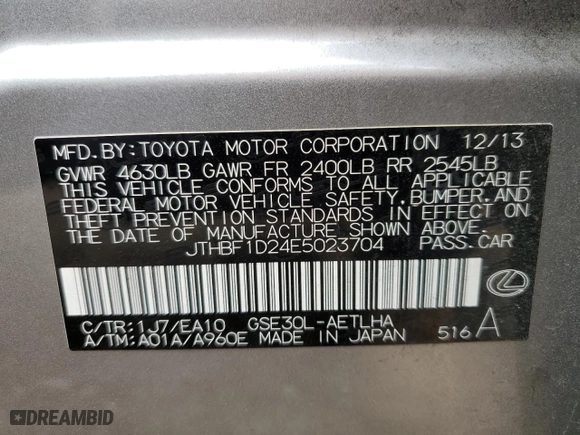 MFD.BY:TOYOTA MOTOR CORPORATION 12/13
GVWR 4630LB GAWR FR 2400LB RR 2545LB
THIS VEHICLE CONFORMS TO ALL APPLICABLE
FEDERAL MOTOR VEHICLE SAFETY,BUMPER,AND
THEFT PREVENTION STANDARDS IN EFFECT ON
THE DATE OF MANUFACTURE SHOWN ABOVE.
JTHBF1D24E5023704 PASS.CAR
C/TR:1J7/EA10 GSE30L-AETLHA
A/TM:A01A/A960E MADE IN JAPAN 516A
DREAMBID